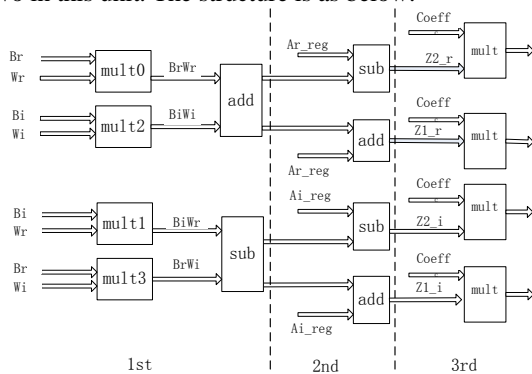 ve in this unit. The structure is as below.
Coeff
Br
Ar_reg
mult
Wr
mult0
BrWr
sub
Z2_r
add
Bi
mult2
BiWi
Coeff
Wi
add
Z1_r
mult
Ar_reg
Ai_reg
Coeff
Bi
mult1
BiWr
sub
mult
Wr
Z2_i
sub
Br
mult3
BrWi
Coeff
Wi
add
Z1_i
mult
Ai_reg
1st
2nd
3rd